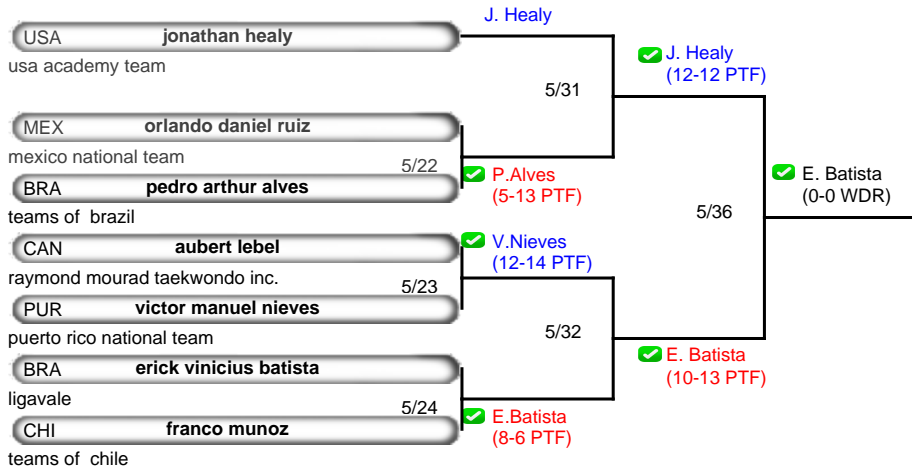 J. Healy
USA jonathan healy
usa academy team
J. Healy
(12-12 PTF)
5/31
MEX orlando daniel ruiz
mexico national team
5/22
P.Alves
(5-13 PTF)
BRA pedro arthur alves
teams of brazil
E. Batista
(0-0 WDR)
5/36
CAN aubert lebel
raymond mourad taekwondo inc.
V.Nieves
(12-14 PTF)
5/23
PUR victor manuel nieves
puerto rico national team
5/32
E. Batista
(10-13 PTF)
BRA erick vinicius batista
ligavale
5/24
E.Batista
(8-6 PTF)
CHI franco munoz
teams of chile